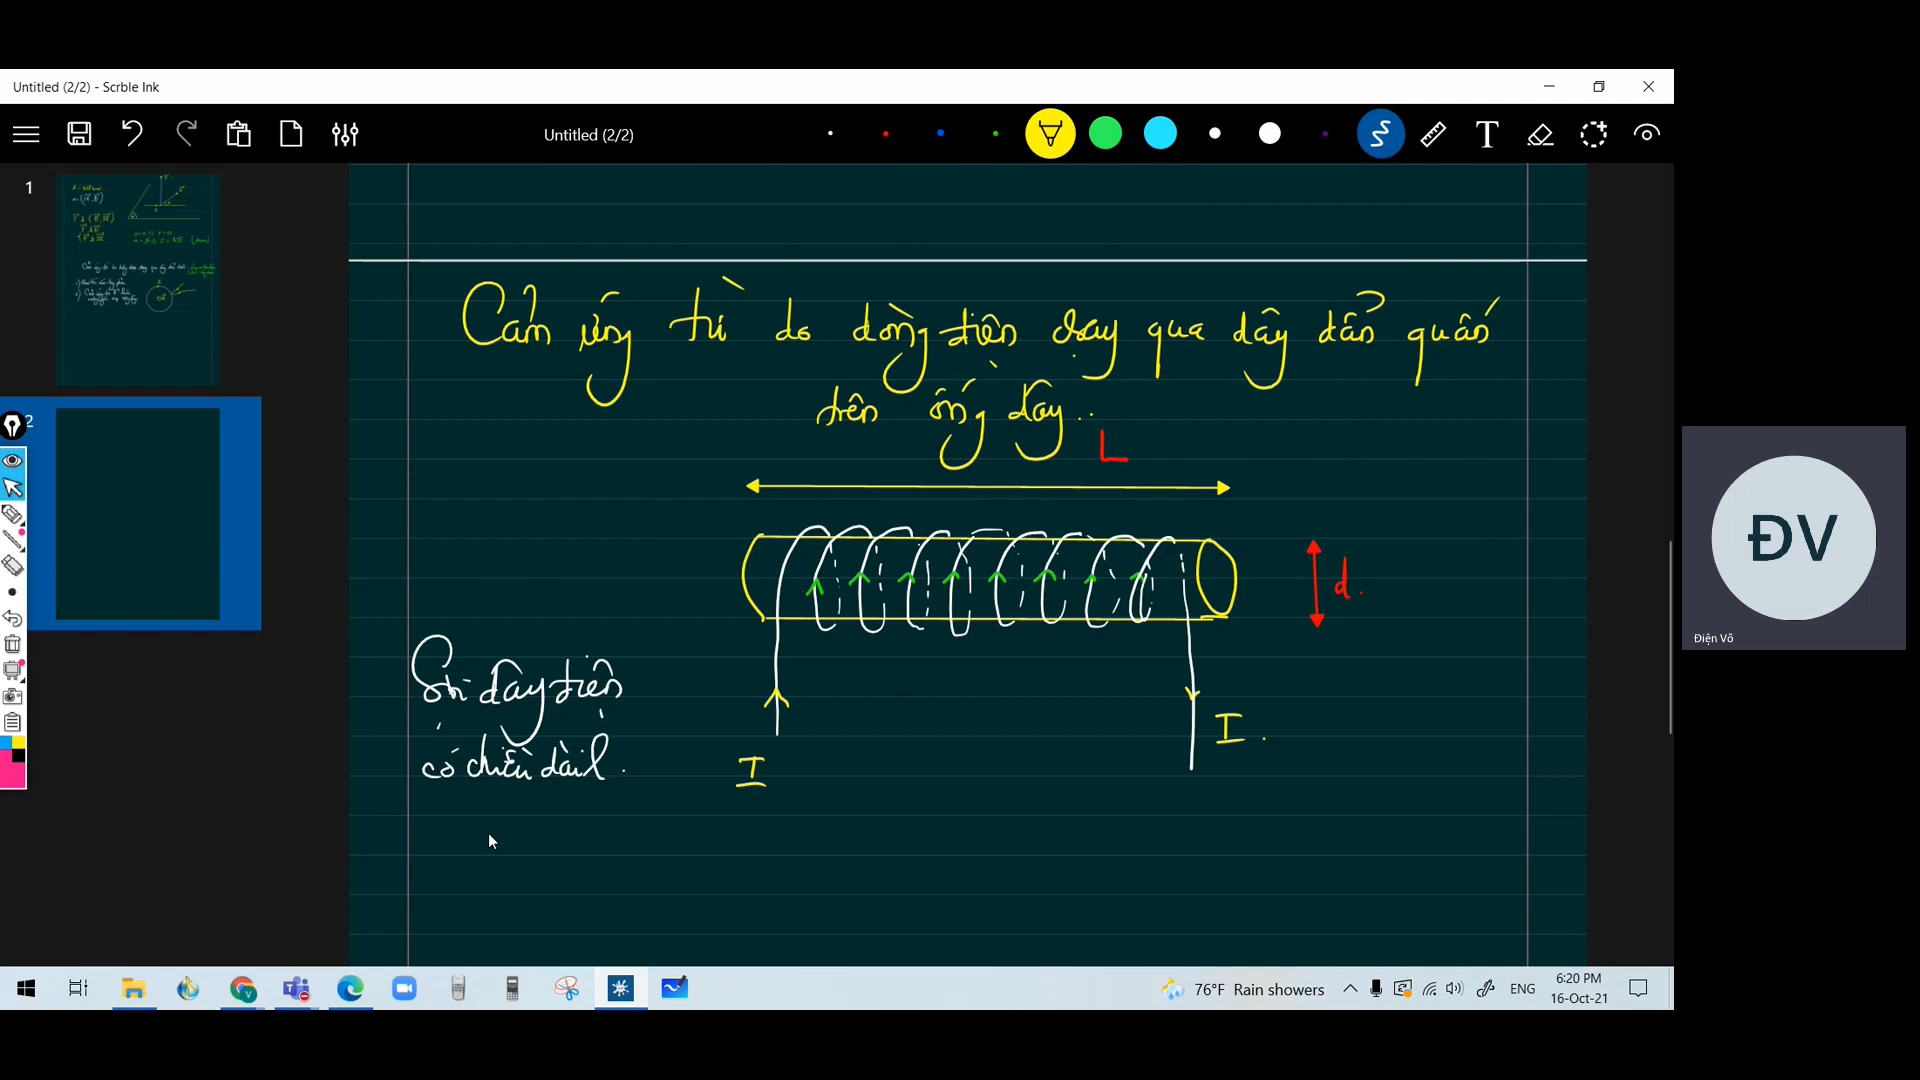 Untitled (2/2) - Scrble Ink
Untitled (2/2)
T
1
2
Cảm ứng từ do dòng điện chạy qua dây dẫn quấn
trên ống dây.
L
d.
Sợi dây điện
có chiều dài l.
I
I.
ĐV
Điện Võ
76°F Rain showers
ENG
6:20 PM
16-Oct-21